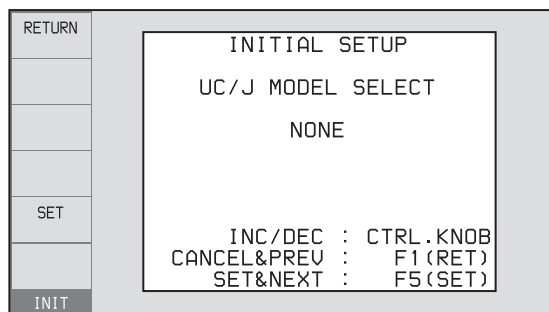 RETURN
SET
INIT
INITIAL SETUP
UC/J MODEL SELECT
NONE
INC/DEC : CTRL.KNOB
CANCEL&PREV : F1(RET)
SET&NEXT : F5(SET)